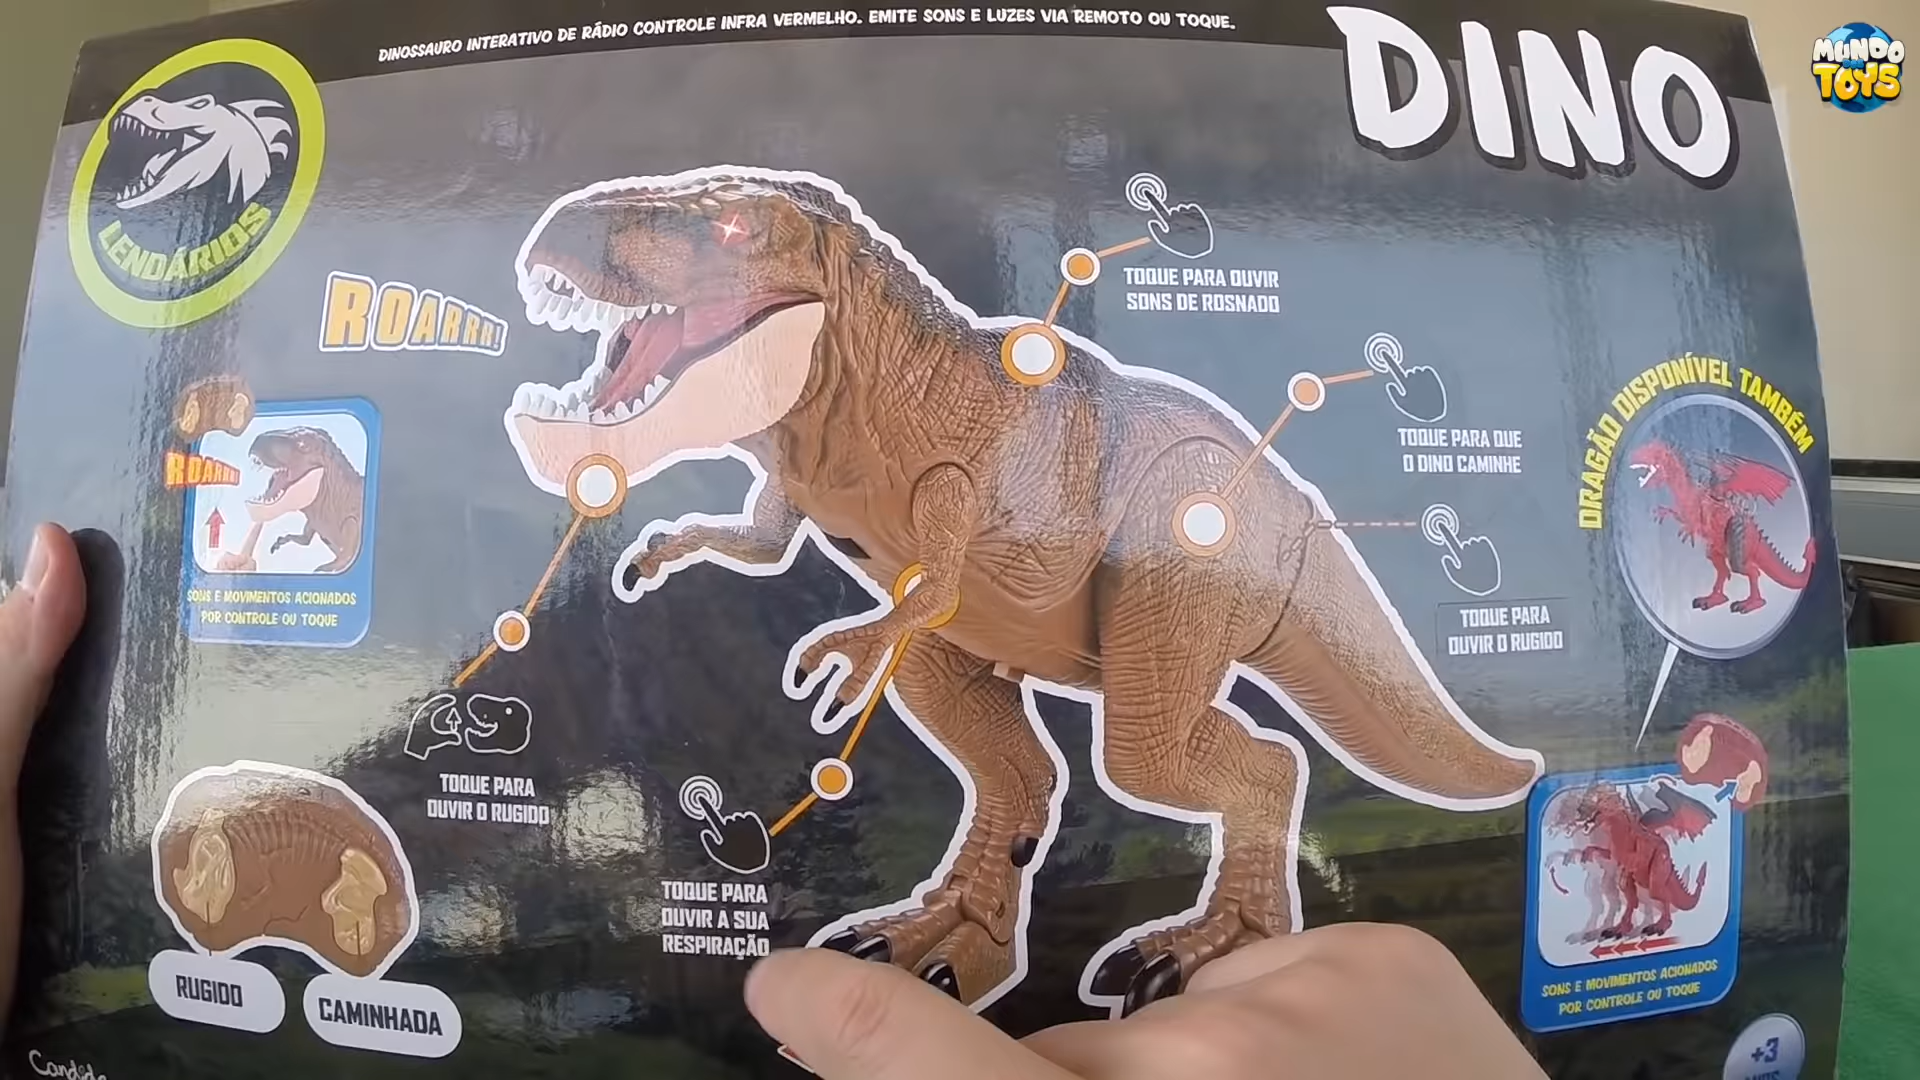 DINOSSAURO INTERATIVO DE RÁDIO CONTROLE INFRA VERMELHO. EMITE SONS E LUZES VIA REMOTO OU TOQUE.
DINO
MUNDO
TOYS
LENDÁRIOS
ROARRR!
TOQUE PARA OUVIR
SONS DE ROSNADO
TOQUE PARA QUE
O DINO CAMINHE
DRAGÃO DISPONÍVEL TAMBÉM
ROARRR!
SONS E MOVIMENTOS ACIONADOS
POR CONTROLE OU TOQUE
TOQUE PARA
OUVIR O RUGIDO
TOQUE PARA
OUVIR O RUGIDO
TOQUE PARA
OUVIR A SUA
RESPIRAÇÃO
RUGIDO
CAMINHADA
SONS E MOVIMENTOS ACIONADOS
POR CONTROLE OU TOQUE
Candide
+3